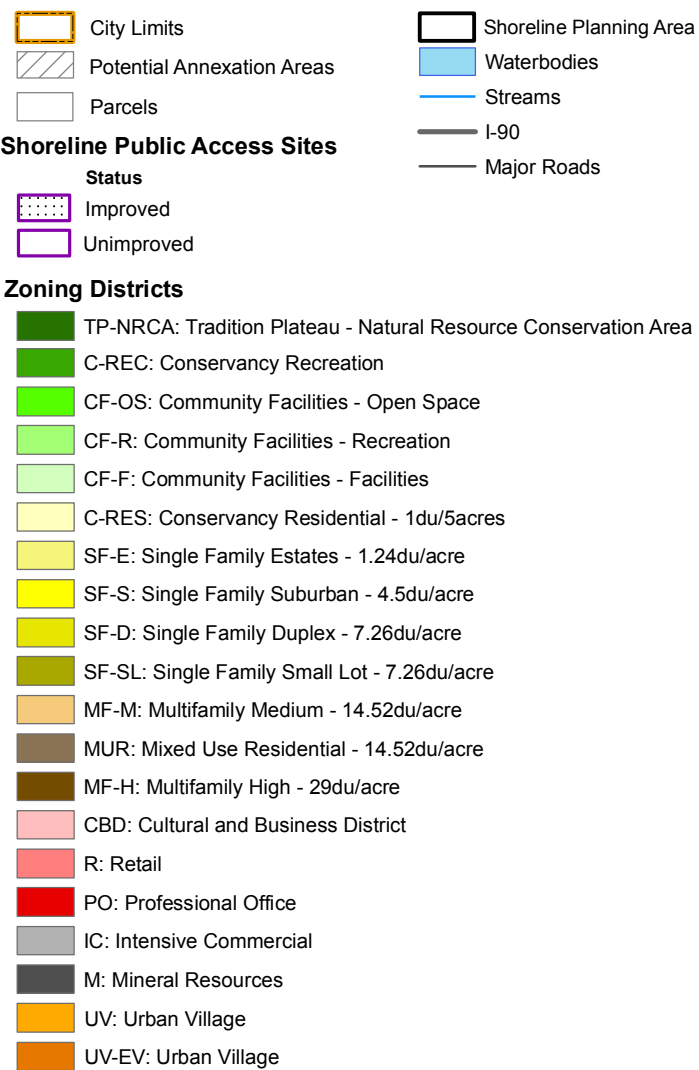 City Limits
Potential Annexation Areas
Parcels
Shoreline Planning Area
Waterbodies
Streams
I-90
Major Roads
Shoreline Public Access Sites
Status
Improved
Unimproved
Zoning Districts
TP-NRCA: Tradition Plateau - Natural Resource Conservation Area
C-REC: Conservancy Recreation
CF-OS: Community Facilities - Open Space
CF-R: Community Facilities - Recreation
CF-F: Community Facilities - Facilities
C-RES: Conservancy Residential - 1du/5acres
SF-E: Single Family Estates - 1.24du/acre
SF-S: Single Family Suburban - 4.5du/acre
SF-D: Single Family Duplex - 7.26du/acre
SF-SL: Single Family Small Lot - 7.26du/acre
MF-M: Multifamily Medium - 14.52du/acre
MUR: Mixed Use Residential - 14.52du/acre
MF-H: Multifamily High - 29du/acre
CBD: Cultural and Business District
R: Retail
PO: Professional Office
IC: Intensive Commercial
M: Mineral Resources
UV: Urban Village
UV-EV: Urban Village